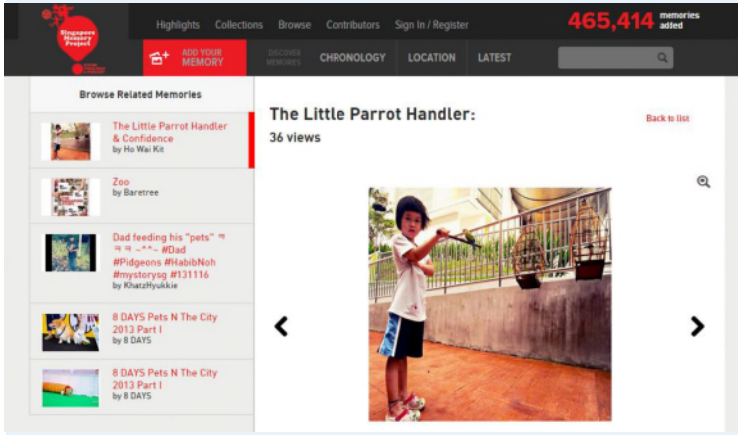 Singapore
Memory
Project
Highlights Collections Browse Contributors Sign In / Register
465,414 memories
added
ADD YOUR
MEMORY
DISCOVER
MEMORIES
CHRONOLOGY LOCATION LATEST
Browse Related Memories
The Little Parrot Handler
& Confidence
by Ho Wai Kit
Zoo
by Baretree
Dad feeding his "pets" ㅋ
ㅋㅋ ~^^~ #Dad
#Pidgeons #HabibNoh
#mystorysg #131116
by KhatzHyukkie
8 DAYS Pets N The City
2013 Part I
by 8 DAYS
8 DAYS Pets N The City
2013 Part I
by 8 DAYS
The Little Parrot Handler:
36 views
Back to list